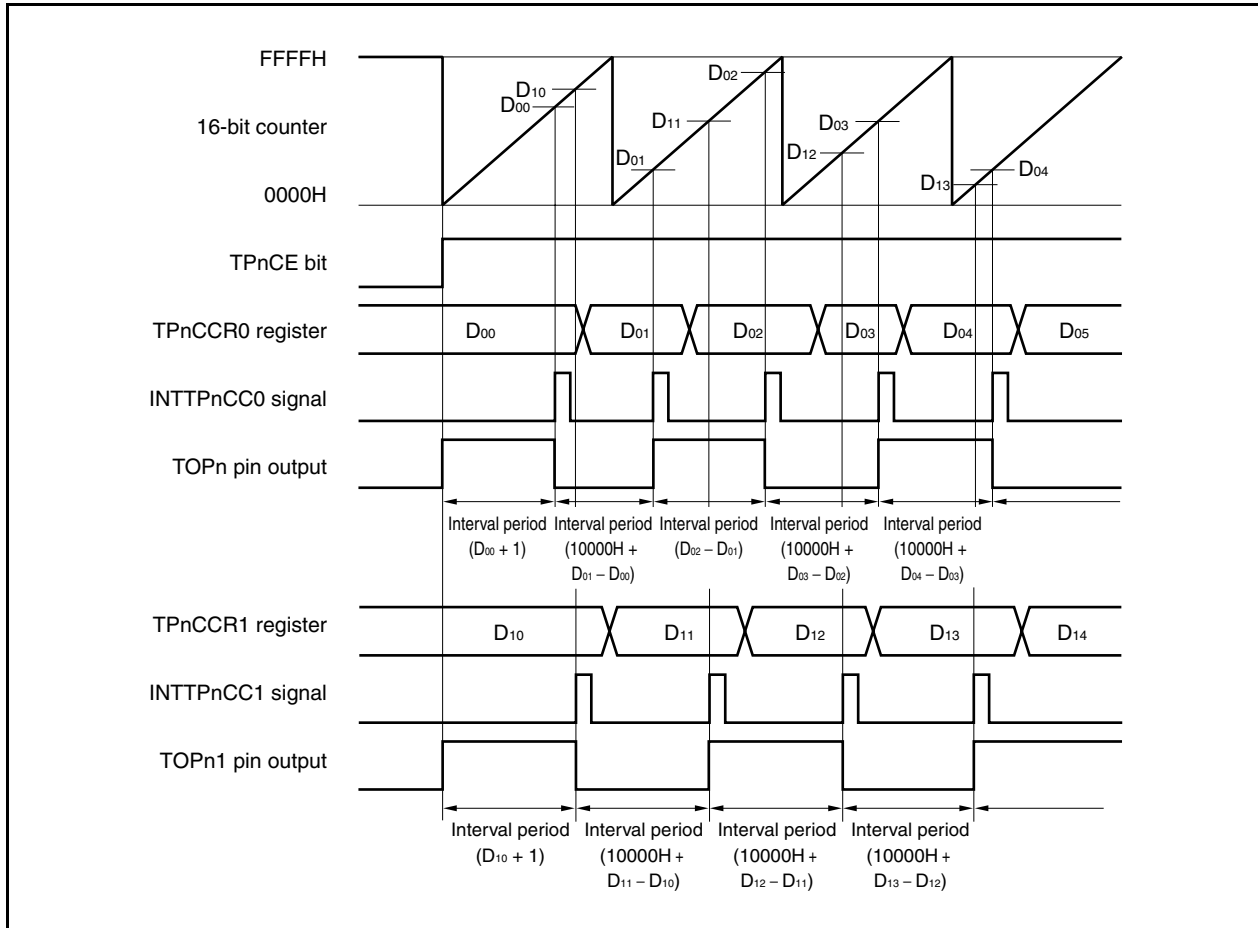 FFFFH
16-bit counter
0000H
D10
D00
D01
D11
D02
D12
D03
D13
D04
TPnCE bit
TPnCCR0 register
D00
D01
D02
D03
D04
D05
INTTPnCC0 signal
TOPn pin output
Interval period
(D00 + 1)
Interval period
(10000H +
D01 – D00)
Interval period
(D02 – D01)
Interval period
(10000H +
D03 – D02)
Interval period
(10000H +
D04 – D03)
TPnCCR1 register
D10
D11
D12
D13
D14
INTTPnCC1 signal
TOPn1 pin output
Interval period
(D10 + 1)
Interval period
(10000H +
D11 – D10)
Interval period
(10000H +
D12 – D11)
Interval period
(10000H +
D13 – D12)